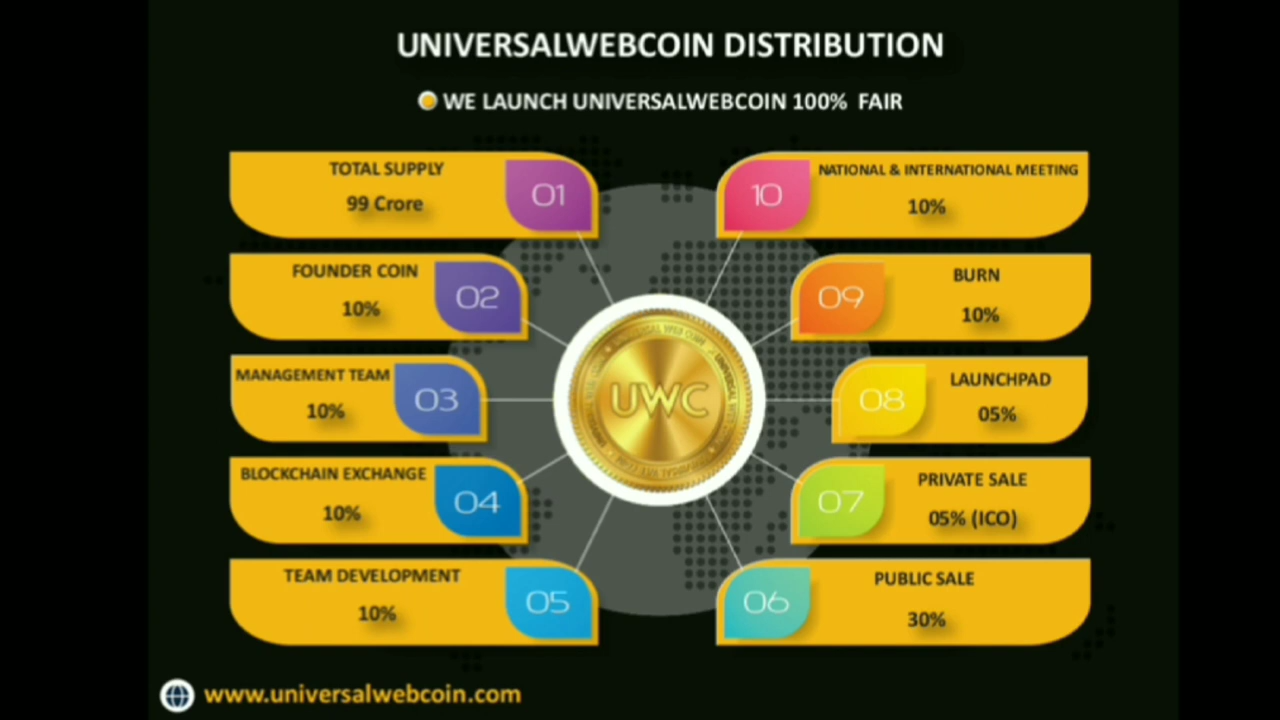 UNIVERSALWEBCOIN DISTRIBUTION
WE LAUNCH UNIVERSALWEBCOIN 100% FAIR
TOTAL SUPPLY
99 Crore
01
FOUNDER COIN
10%
02
MANAGEMENT TEAM
10%
03
BLOCKCHAIN EXCHANGE
10%
04
TEAM DEVELOPMENT
10%
05
UWC
10
NATIONAL & INTERNATIONAL MEETING
10%
09
BURN
10%
08
LAUNCHPAD
05%
07
PRIVATE SALE
05% (ICO)
06
PUBLIC SALE
30%
www.universalwebcoin.com